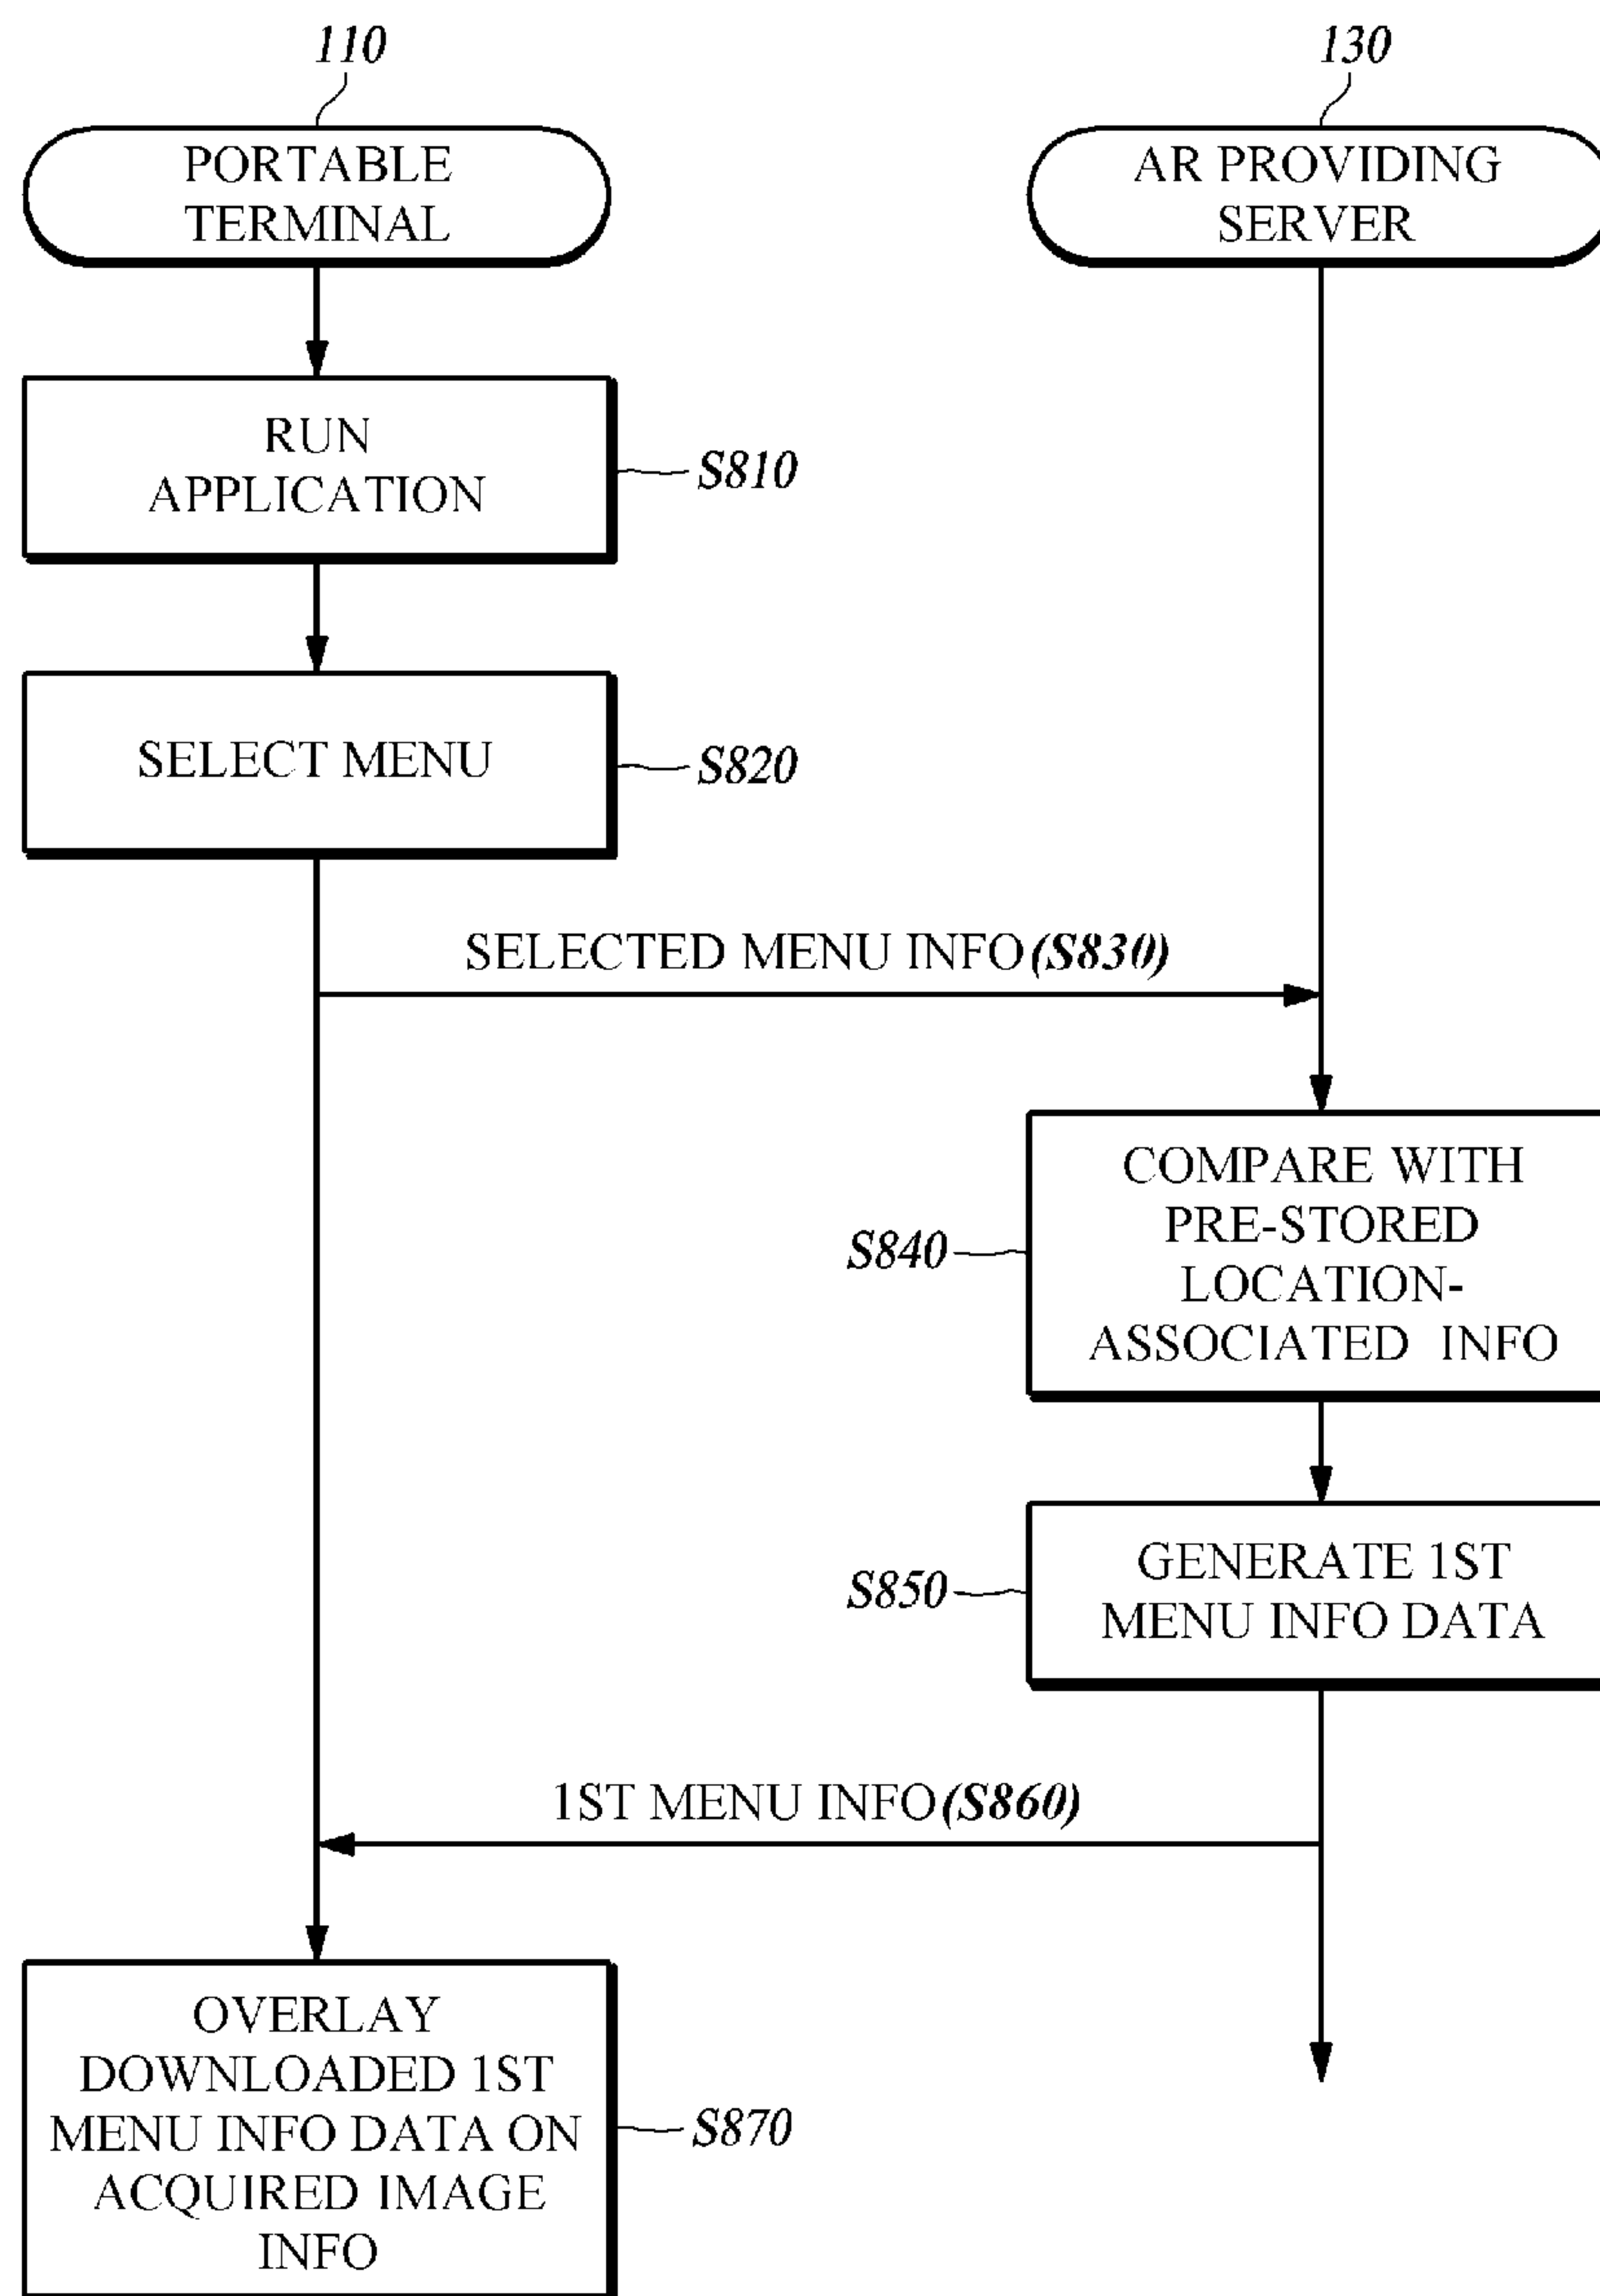 110
130
PORTABLE
TERMINAL
AR PROVIDING
SERVER
RUN
APPLICATION
S810
SELECT MENU
S820
SELECTED MENU INFO(S830)
COMPARE WITH
PRE-STORED
LOCATION-
ASSOCIATED INFO
S840
GENERATE 1ST
MENU INFO DATA
S850
1ST MENU INFO(S860)
OVERLAY
DOWNLOADED 1ST
MENU INFO DATA ON
ACQUIRED IMAGE
INFO
S870